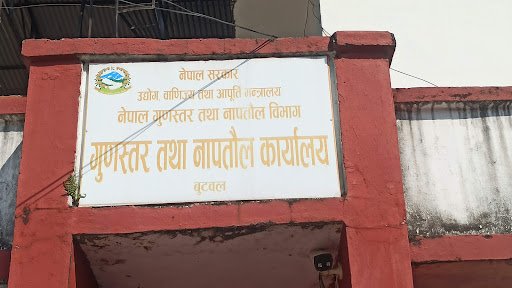 नेपाल सरकार
उद्योग वाणिज्य तथा आपूर्ति मन्त्रालय
नेपाल गुणस्तर तथा नापतौल विभाग
गुणस्तर तथा नापतौल कार्यालय
बुटवल